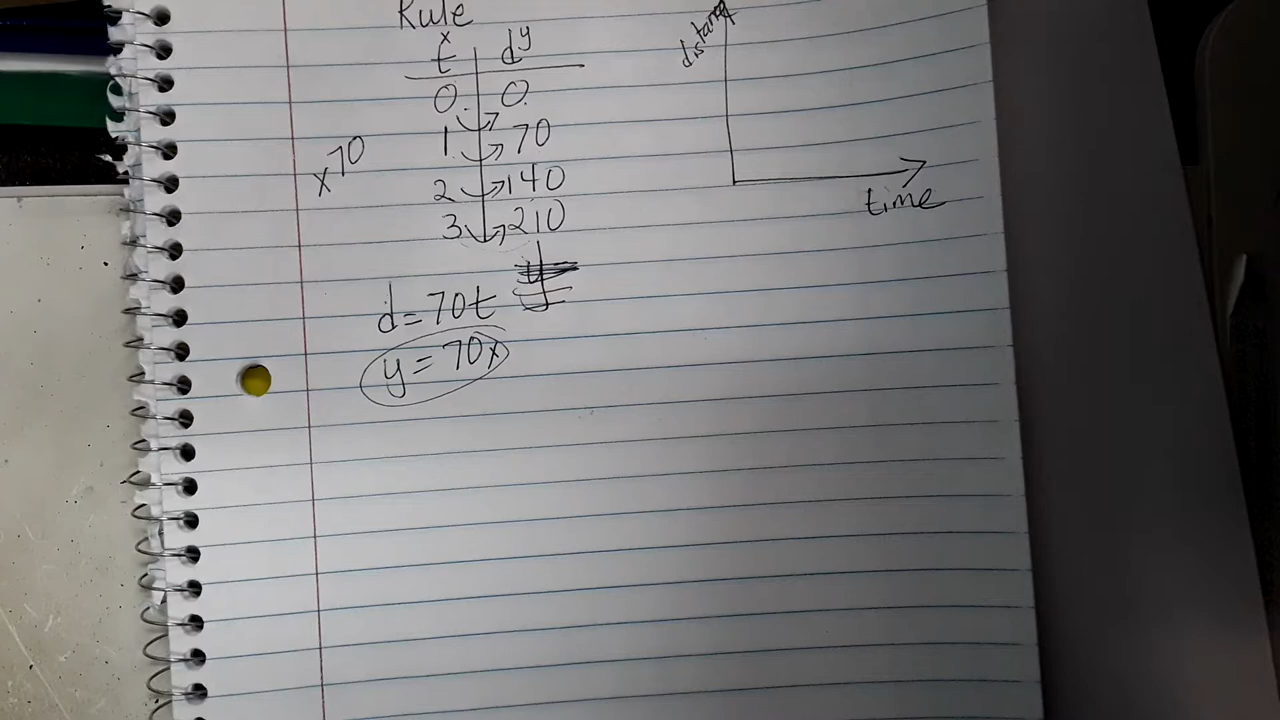 Rule
x y
t d
0. 0.
1. 70
2 140
3 210
x70
d=70t
y=70x
distance
time